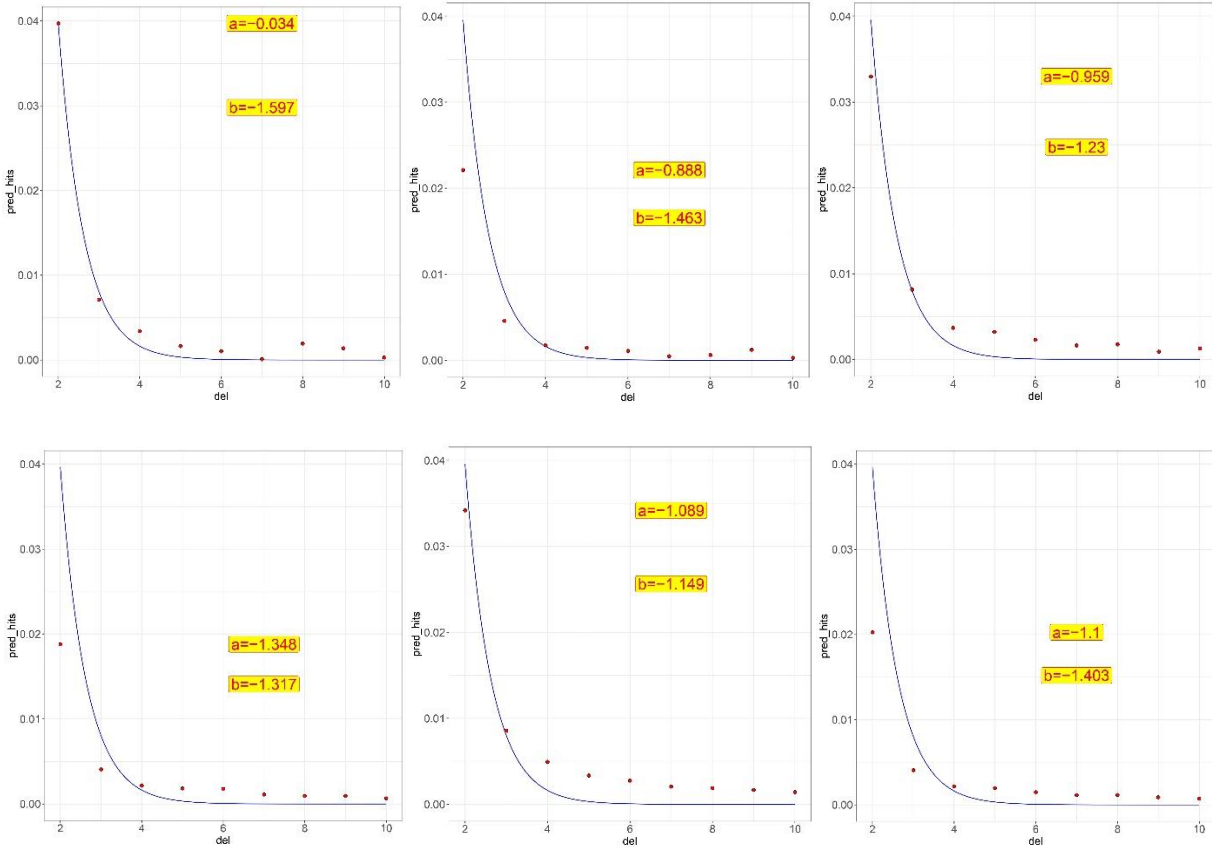 0.04
0.03
0.02
0.01
0.00
pred_hits
a=−0.034
b=−1.597
2
4
6
8
10
del
0.04
0.03
0.02
0.01
0.00
pred_hits
a=−0.888
b=−1.463
2
4
6
8
10
del
0.04
0.03
0.02
0.01
0.00
pred_hits
a=−0.959
b=−1.23
2
4
6
8
10
del
0.04
0.03
0.02
0.01
0.00
pred_hits
a=−1.348
b=−1.317
2
4
6
8
10
del
0.04
0.03
0.02
0.01
0.00
pred_hits
a=−1.089
b=−1.149
2
4
6
8
10
del
0.04
0.03
0.02
0.01
0.00
pred_hits
a=−1.1
b=−1.403
2
4
6
8
10
del